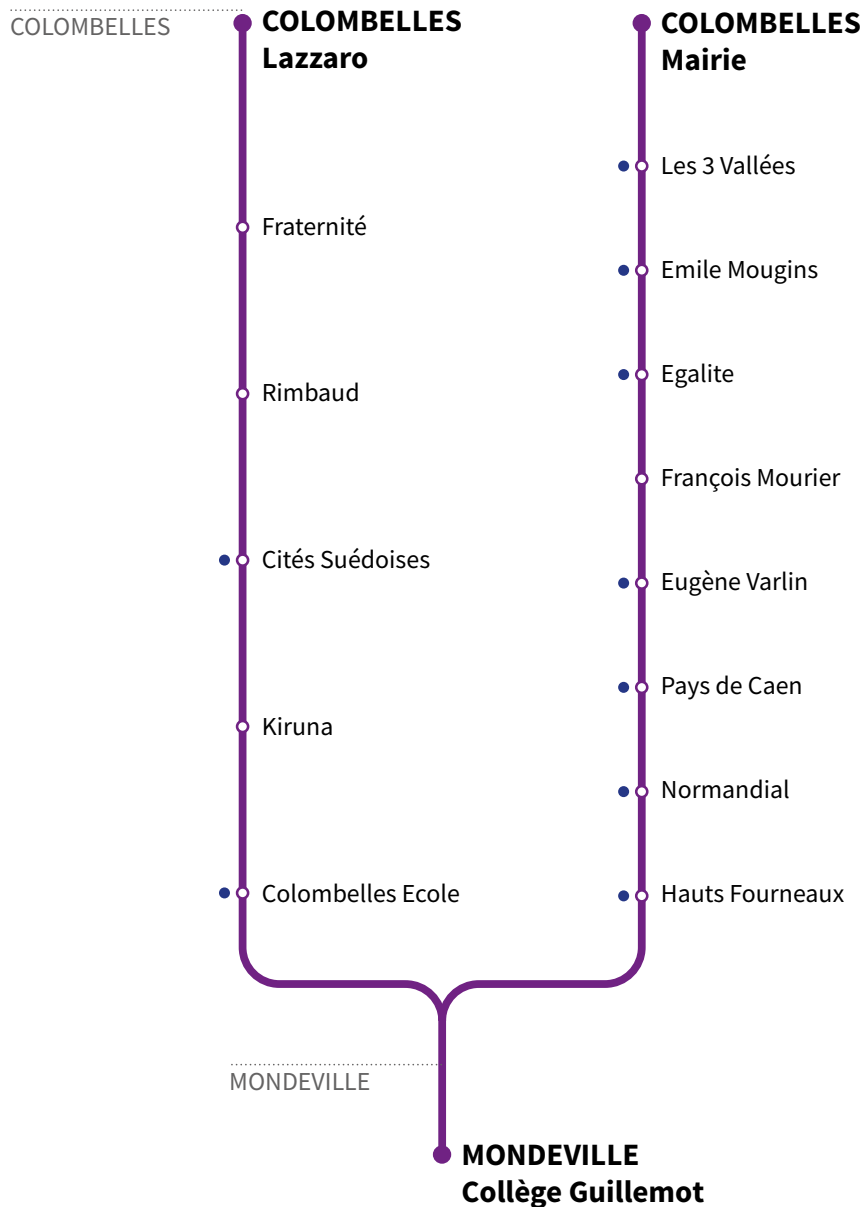 COLOMBELLES
COLOMBELLES
Lazzaro
Fraternité
Rimbaud
Cités Suédoises
Kiruna
Colombelles Ecole
COLOMBELLES
Mairie
Les 3 Vallées
Emile Mougins
Egalite
François Mourier
Eugène Varlin
Pays de Caen
Normandial
Hauts Fourneaux
MONDEVILLE
MONDEVILLE
Collège Guillemot